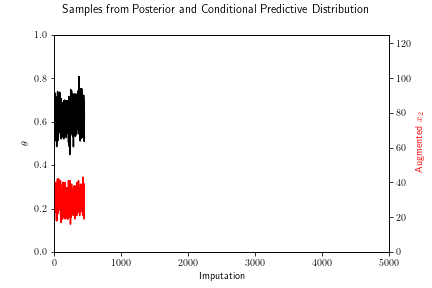 Samples from Posterior and Conditional Predictive Distribution
1.0
0.8
0.6
0.4
0.2
0.0
θ
120
100
80
60
40
20
0
Augmented x₂
0 1000 2000 3000 4000 5000
Imputation